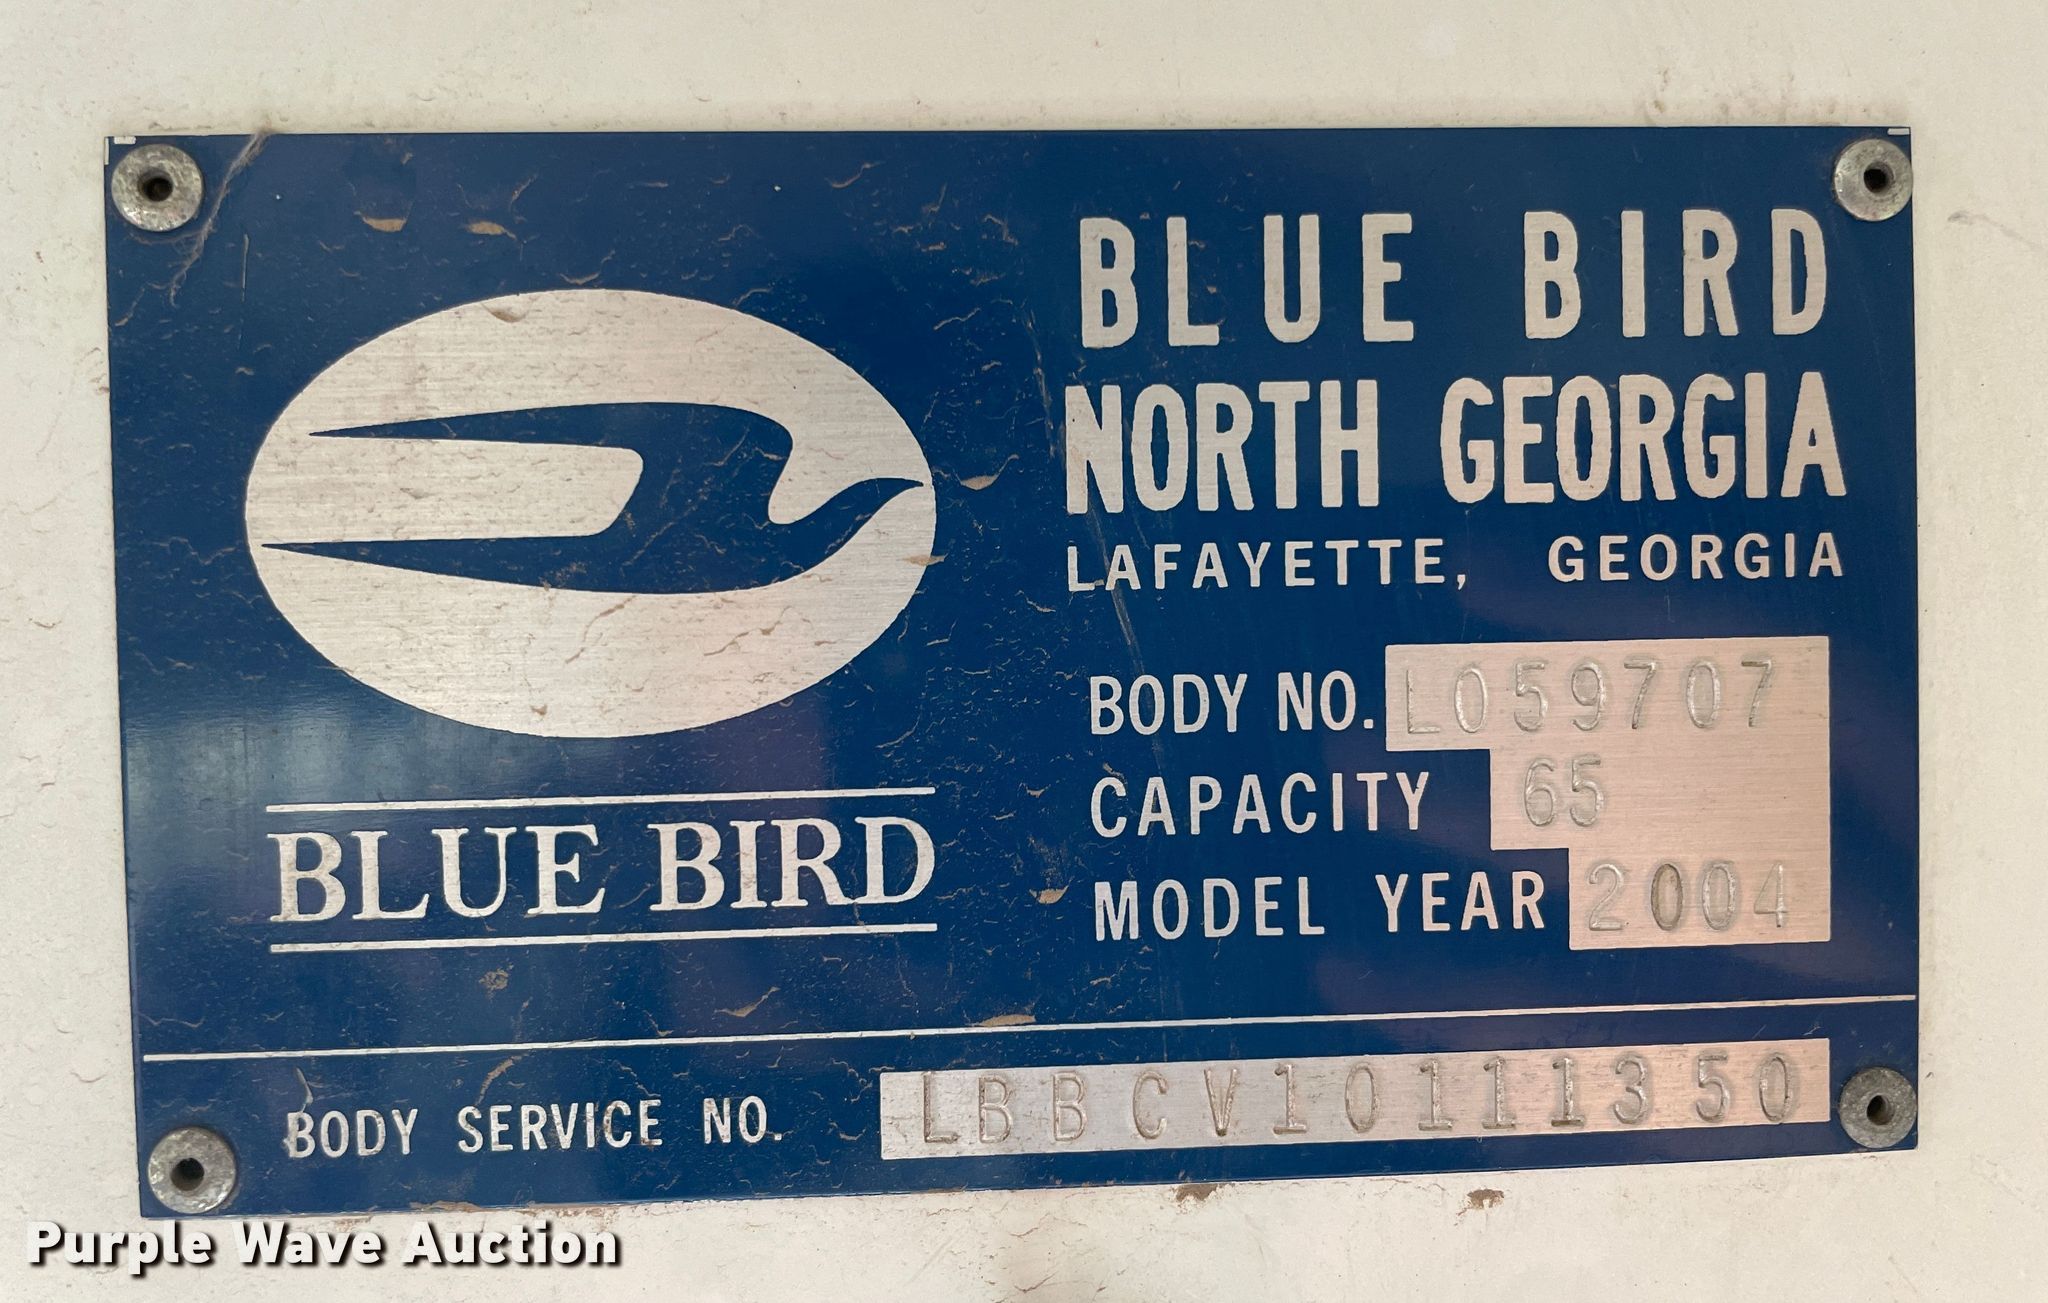 BLUE BIRD
NORTH GEORGIA
LAFAYETTE, GEORGIA
BODY NO. L059707
CAPACITY 65
MODEL YEAR 2004
BLUE BIRD
BODY SERVICE NO. LBBCV10111350
Purple Wave Auction